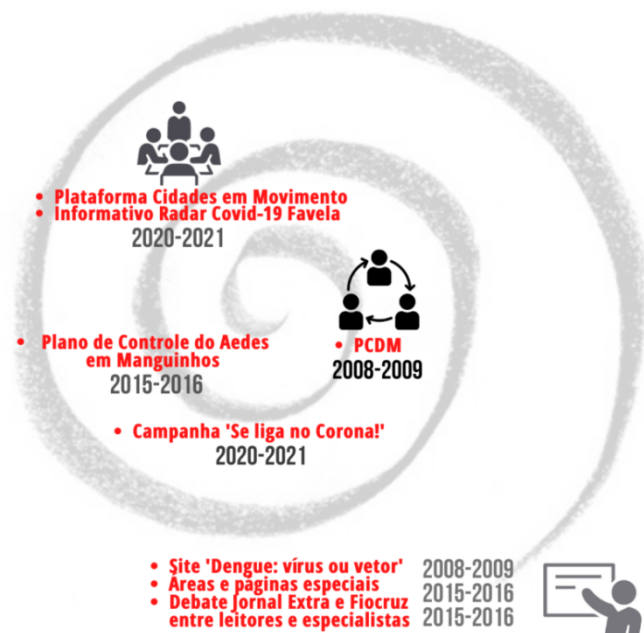 • Plataforma Cidades em Movimento
• Informativo Radar Covid-19 Favela
2020-2021
• PCDM
2008-2009
• Plano de Controle do Aedes
em Manguinhos
2015-2016
• Campanha 'Se liga no Corona!'
2020-2021
• Site 'Dengue: vírus ou vetor' 2008-2009
• Áreas e páginas especiais 2015-2016
• Debate Jornal Extra e Fiocruz
entre leitores e especialistas 2015-2016